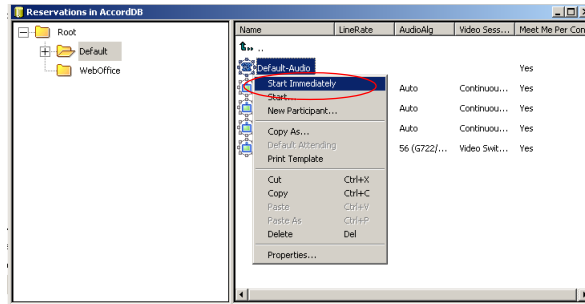 Reservations in AccordDB
Root
Default
WebOffice
Name LineRate AudioAlg Video Sess... Meet Me Per Con
..
Default-Audio Yes
Start Immediately
Auto Continuou... Yes
Start...
New Participant...
Auto Continuou... Yes
Copy As...
Auto Continuou... Yes
Default Attending
56 (G722/... Video Swit... Yes
Print Template
Cut Ctrl+X
Copy Ctrl+C
Paste Ctrl+V
Paste As Ctrl+P
Delete Del
Properties...